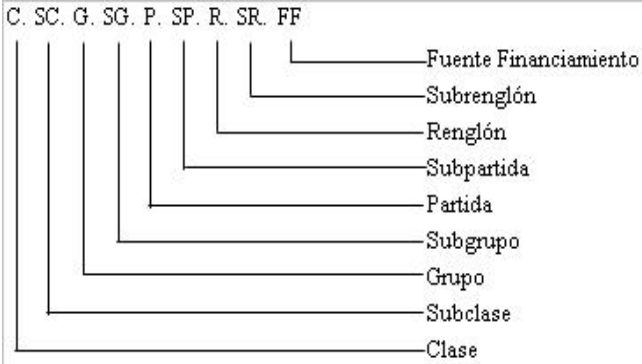 C. SC. G. SG. P. SP. R. SR. FF
Fuente Financiamiento
Subrenglón
Renglón
Subpartida
Partida
Subgrupo
Grupo
Subclase
Clase